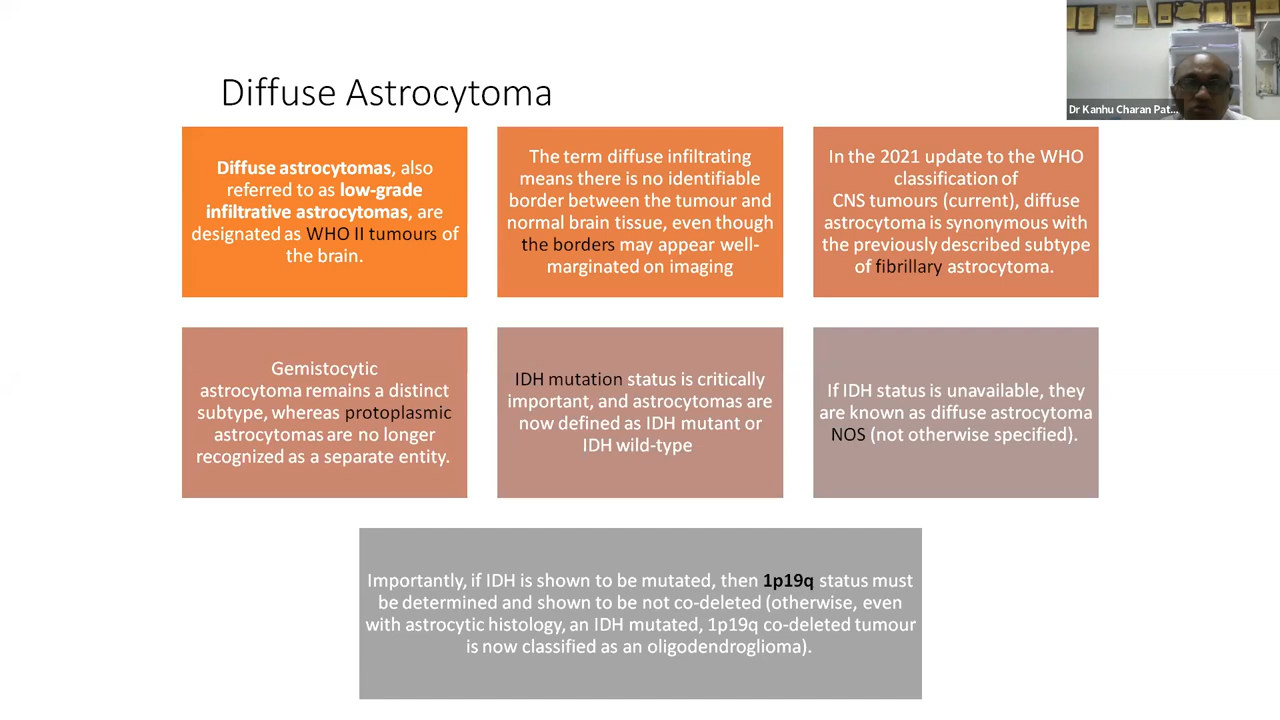 Dr Kanhu Charan Pat...
Diffuse Astrocytoma
Diffuse astrocytomas, also
referred to as low-grade
infiltrative astrocytomas, are
designated as WHO II tumours of
the brain.
The term diffuse infiltrating
means there is no identifiable
border between the tumour and
normal brain tissue, even though
the borders may appear well-
marginated on imaging
In the 2021 update to the WHO
classification of
CNS tumours (current), diffuse
astrocytoma is synonymous with
the previously described subtype
of fibrillary astrocytoma.
Gemistocytic
astrocytoma remains a distinct
subtype, whereas protoplasmic
astrocytomas are no longer
recognized as a separate entity.
IDH mutation status is critically
important, and astrocytomas are
now defined as IDH mutant or
IDH wild-type
If IDH status is unavailable, they
are known as diffuse astrocytoma
NOS (not otherwise specified).
Importantly, if IDH is shown to be mutated, then 1p19q status must
be determined and shown to be not co-deleted (otherwise, even
with astrocytic histology, an IDH mutated, 1p19q co-deleted tumour
is now classified as an oligodendroglioma).